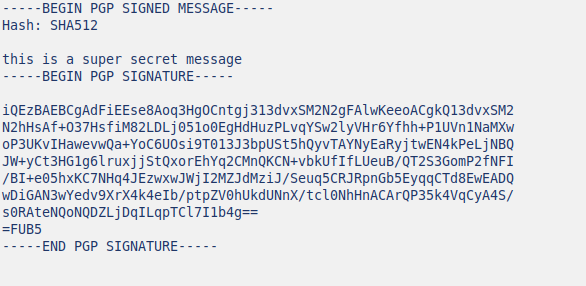 -----BEGIN PGP SIGNED MESSAGE-----
Hash: SHA512

this is a super secret message
-----BEGIN PGP SIGNATURE-----

iQEzBAEBCgAdFiEEse8Aoq3HgOCntgj313dvxSM2N2gFAlwKeeoACgkQ13dvxSM2
N2hHsAf+O37HsfiM82LDLj051o0EgHdHuzPLvqYSw2lyVHr6Yfhh+P1UVn1NaMXw
oP3UKvIHawevwQa+YoC6UOsi9T013J3bpUSt5hQyvTAYNyEaRyjtwEN4kPeLjNBQ
JW+yCt3HG1g6lruxjjStQxorEhYq2CMnQKCN+vbkUfIfLUeuB/QT2S3GomP2fNFI
/BI+e05hxKC7NHq4JEzwxwJWjI2MZJdMziJ/Seuq5CRJRpnGb5EyqqCTd8EwEADQ
wDiGAN3wYedv9XrX4k4eIb/ptpZV0hUkdUNnX/tcl0NhHnACArQP35k4VqCyA4S/
s0RAteNQoNQDZLjDqILqpTCl7I1b4g==
=FUB5
-----END PGP SIGNATURE-----